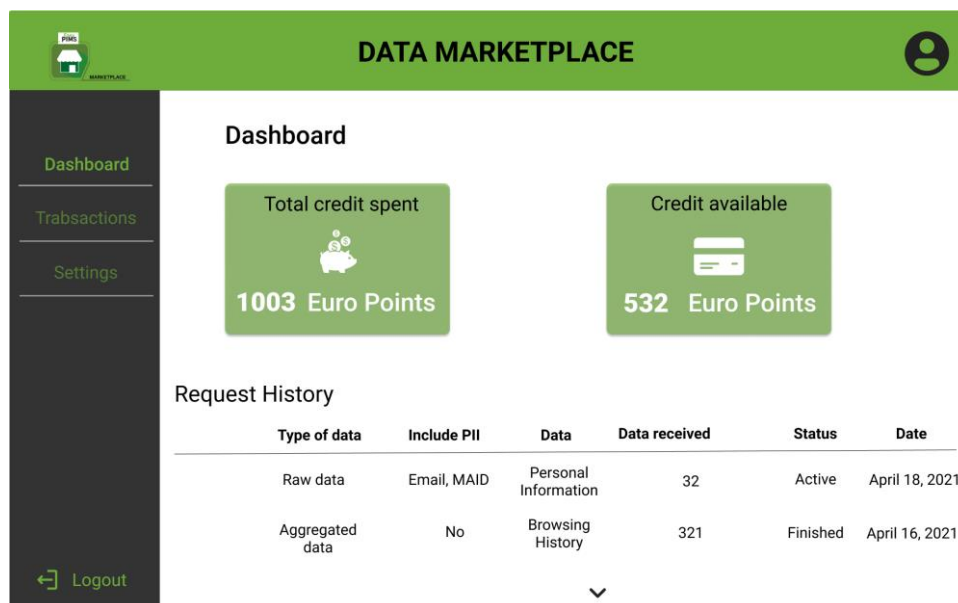 PIMS
MARKETPLACE
DATA MARKETPLACE
Dashboard
Trabsactions
Settings
Logout
Dashboard
Total credit spent
1003 Euro Points
Credit available
532 Euro Points
Request History
Type of data Include PII Data Data received Status Date
Raw data Email, MAID Personal Information 32 Active April 18, 2021
Aggregated data No Browsing History 321 Finished April 16, 2021